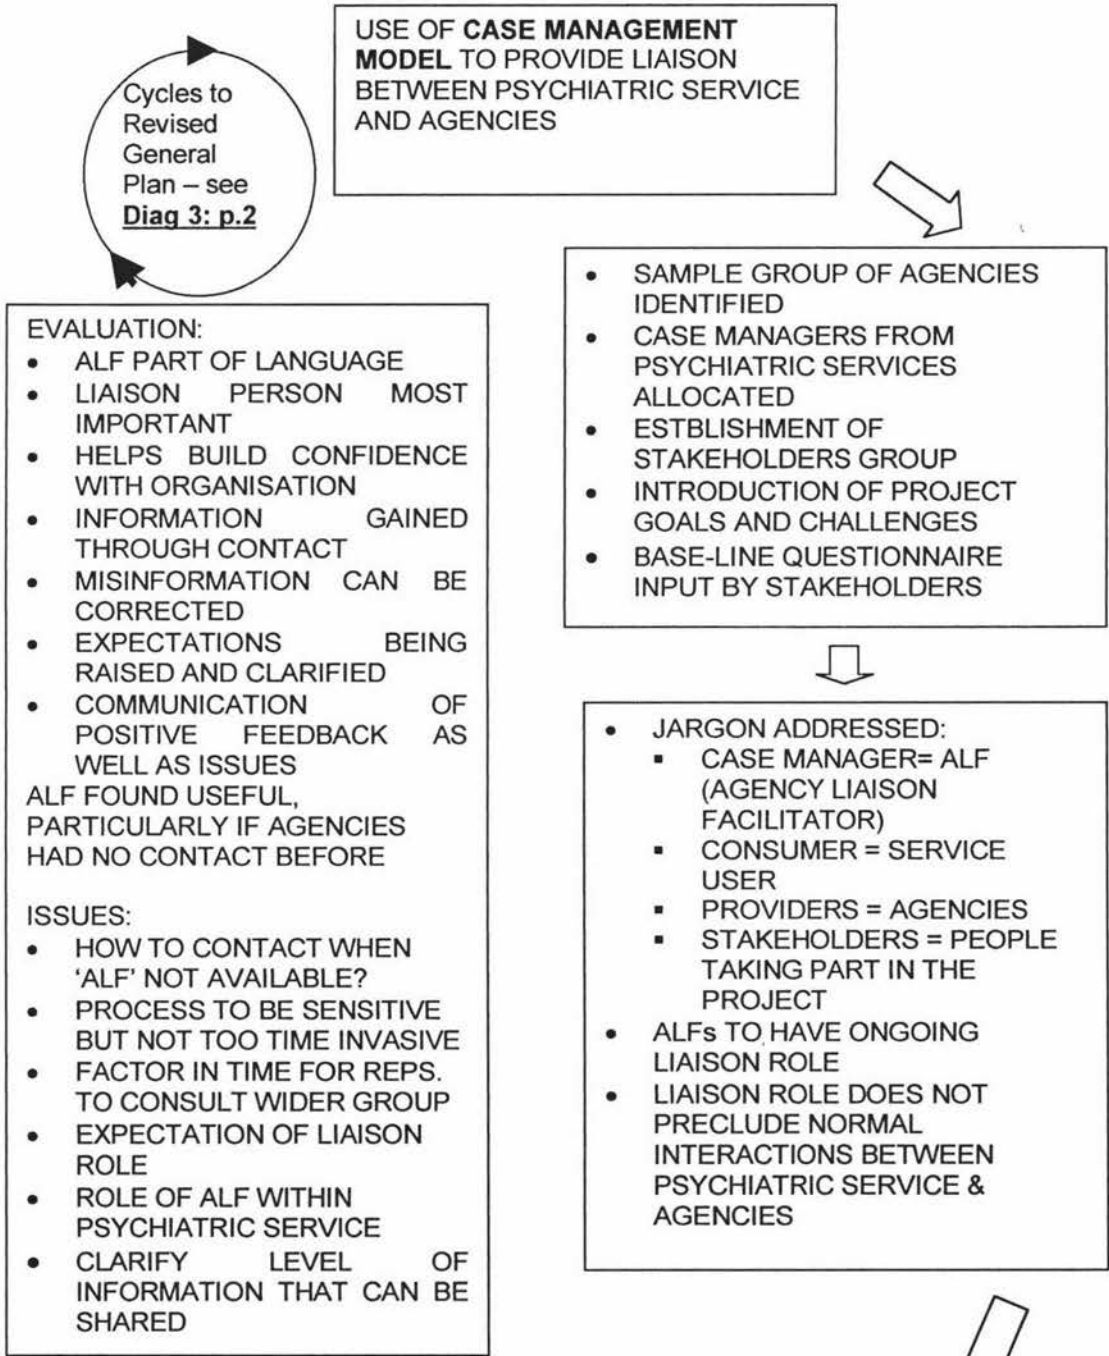 USE OF CASE MANAGEMENT
MODEL TO PROVIDE LIAISON
BETWEEN PSYCHIATRIC SERVICE
AND AGENCIES
Cycles to
Revised
General
Plan – see
Diag 3: p.2
• SAMPLE GROUP OF AGENCIES
IDENTIFIED
• CASE MANAGERS FROM
PSYCHIATRIC SERVICES
ALLOCATED
• ESTBLISHMENT OF
STAKEHOLDERS GROUP
• INTRODUCTION OF PROJECT
GOALS AND CHALLENGES
• BASE-LINE QUESTIONNAIRE
INPUT BY STAKEHOLDERS
• JARGON ADDRESSED:
▪ CASE MANAGER= ALF
(AGENCY LIAISON
FACILITATOR)
▪ CONSUMER = SERVICE
USER
▪ PROVIDERS = AGENCIES
▪ STAKEHOLDERS = PEOPLE
TAKING PART IN THE
PROJECT
• ALFs TO HAVE ONGOING
LIAISON ROLE
• LIAISON ROLE DOES NOT
PRECLUDE NORMAL
INTERACTIONS BETWEEN
PSYCHIATRIC SERVICE &
AGENCIES
EVALUATION:
• ALF PART OF LANGUAGE
• LIAISON PERSON MOST
IMPORTANT
• HELPS BUILD CONFIDENCE
WITH ORGANISATION
• INFORMATION GAINED
THROUGH CONTACT
• MISINFORMATION CAN BE
CORRECTED
• EXPECTATIONS BEING
RAISED AND CLARIFIED
• COMMUNICATION OF
POSITIVE FEEDBACK AS
WELL AS ISSUES
ALF FOUND USEFUL,
PARTICULARLY IF AGENCIES
HAD NO CONTACT BEFORE
ISSUES:
• HOW TO CONTACT WHEN
'ALF' NOT AVAILABLE?
• PROCESS TO BE SENSITIVE
BUT NOT TOO TIME INVASIVE
• FACTOR IN TIME FOR REPS.
TO CONSULT WIDER GROUP
• EXPECTATION OF LIAISON
ROLE
• ROLE OF ALF WITHIN
PSYCHIATRIC SERVICE
• CLARIFY LEVEL OF
INFORMATION THAT CAN BE
SHARED